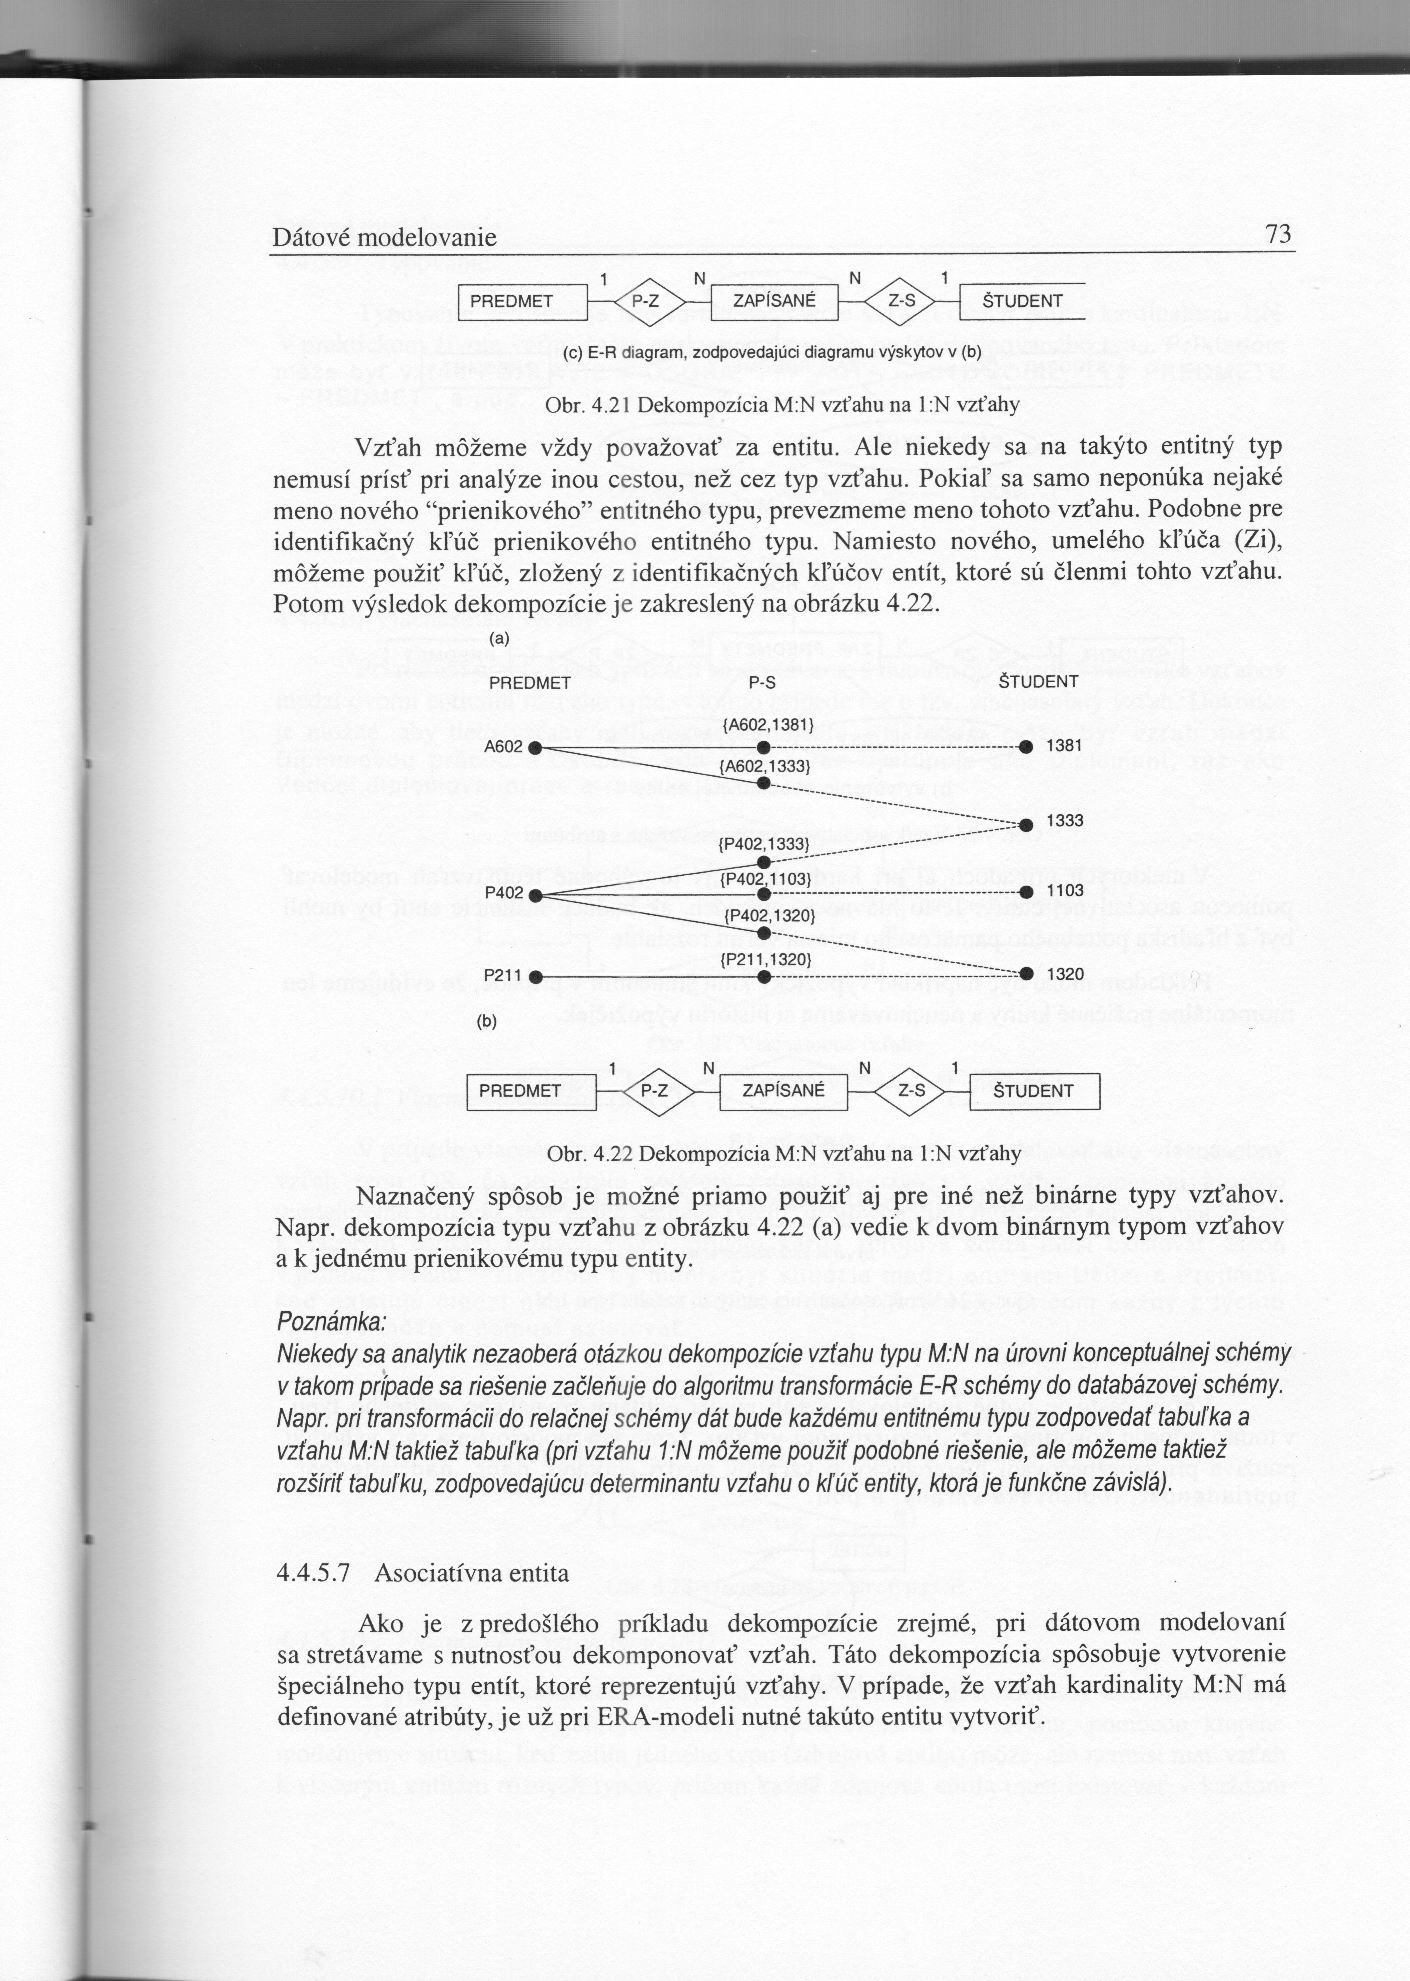 Dátové modelovanie 73
1 N N 1
PREDMET P-Z ZAPÍSANÉ Z-S ŠTUDENT
(c) E-R diagram, zodpovedajúci diagramu výskytov v (b)
Obr. 4.21 Dekompozícia M:N vzťahu na 1:N vzťahy
Vzťah môžeme vždy považovať za entitu. Ale niekedy sa na takýto entitný typ
nemusí prísť pri analýze inou cestou, než cez typ vzťahu. Pokiaľ sa samo neponúka nejaké
meno nového “prienikového” entitného typu, prevezmeme meno tohoto vzťahu. Podobne pre
identifikačný kľúč prienikového entitného typu. Namiesto nového, umelého kľúča (Zi),
môžeme použiť kľúč, zložený z identifikačných kľúčov entít, ktoré sú členmi tohto vzťahu.
Potom výsledok dekompozície je zakreslený na obrázku 4.22.
(a)
PREDMET P-S ŠTUDENT
{A602,1381}
A602 1381
{A602,1333}
1333
{P402,1333}
{P402,1103}
P402 1103
{P402,1320}
{P211,1320}
P211 1320
(b)
1 N N 1
PREDMET P-Z ZAPÍSANÉ Z-S ŠTUDENT
Obr. 4.22 Dekompozícia M:N vzťahu na 1:N vzťahy
Naznačený spôsob je možné priamo použiť aj pre iné než binárne typy vzťahov.
Napr. dekompozícia typu vzťahu z obrázku 4.22 (a) vedie k dvom binárnym typom vzťahov
a k jednému prienikovému typu entity.
Poznámka:
Niekedy sa analytik nezaoberá otázkou dekompozície vzťahu typu M:N na úrovni konceptuálnej schémy
v takom prípade sa riešenie začleňuje do algoritmu transformácie E-R schémy do databázovej schémy.
Napr. pri transformácii do relačnej schémy dát bude každému entitnému typu zodpovedať tabuľka a
vzťahu M:N taktiež tabuľka (pri vzťahu 1:N môžeme použiť podobné riešenie, ale môžeme taktiež
rozšíriť tabuľku, zodpovedajúcu determinantu vzťahu o kľúč entity, ktorá je funkčne závislá).
4.4.5.7 Asociatívna entita
Ako je z predošlého príkladu dekompozície zrejmé, pri dátovom modelovaní
sa stretávame s nutnosťou dekomponovať vzťah. Táto dekompozícia spôsobuje vytvorenie
špeciálneho typu entít, ktoré reprezentujú vzťahy. V prípade, že vzťah kardinality M:N má
definované atribúty, je už pri ERA-modeli nutné takúto entitu vytvoriť.